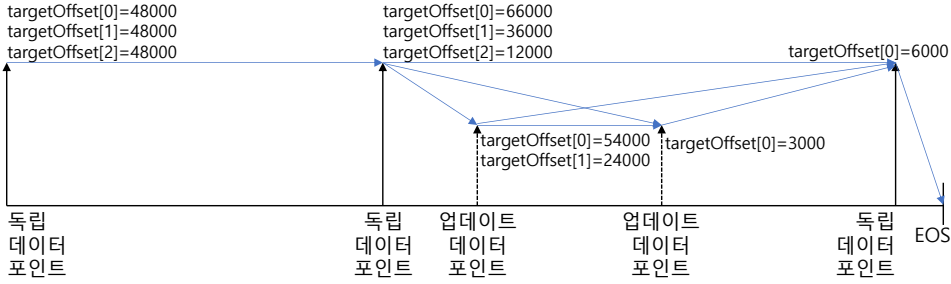 targetOffset[0]=48000
targetOffset[1]=48000
targetOffset[2]=48000
targetOffset[0]=66000
targetOffset[1]=36000
targetOffset[2]=12000
targetOffset[0]=6000
targetOffset[0]=54000
targetOffset[1]=24000
targetOffset[0]=3000
독립
데이터
포인트
독립
데이터
포인트
업데이트
데이터
포인트
업데이트
데이터
포인트
독립
데이터
포인트
EOS